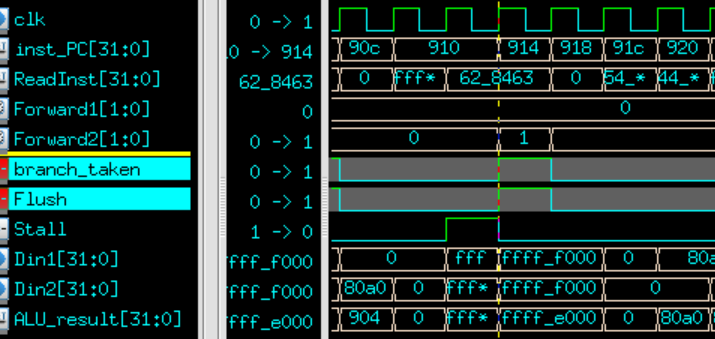 clk 0 -> 1
inst_PC[31:0] .0 -> 914 90c 910 914 918 91c 920
ReadInst[31:0] 62_8463 0 fff* 62_8463 0 54_* 44_*
Forward1[1:0] 0 0
Forward2[1:0] 0 -> 1 0 1
branch_taken 0 -> 1
Flush 0 -> 1
Stall 1 -> 0
Din1[31:0] fff_f000 0 fff ffff_f000 0 80a
Din2[31:0] fff_f000 80a0 0 fff* ffff_f000 0
ALU_result[31:0] fff_e000 904 0 fff* ffff_e000 0 80a0